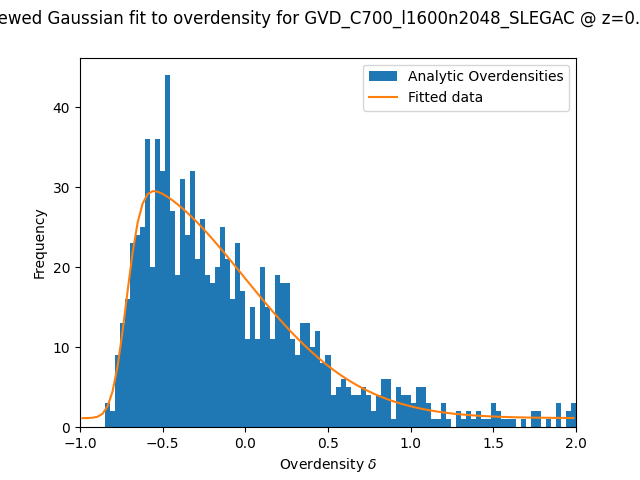 ewed Gaussian fit to overdensity for GVD_C700_l1600n2048_SLEGAC @ z=0.
Analytic Overdensities
Fitted data
Frequency
40
30
20
10
0
−1.0 −0.5 0.0 0.5 1.0 1.5 2.0
Overdensity δ